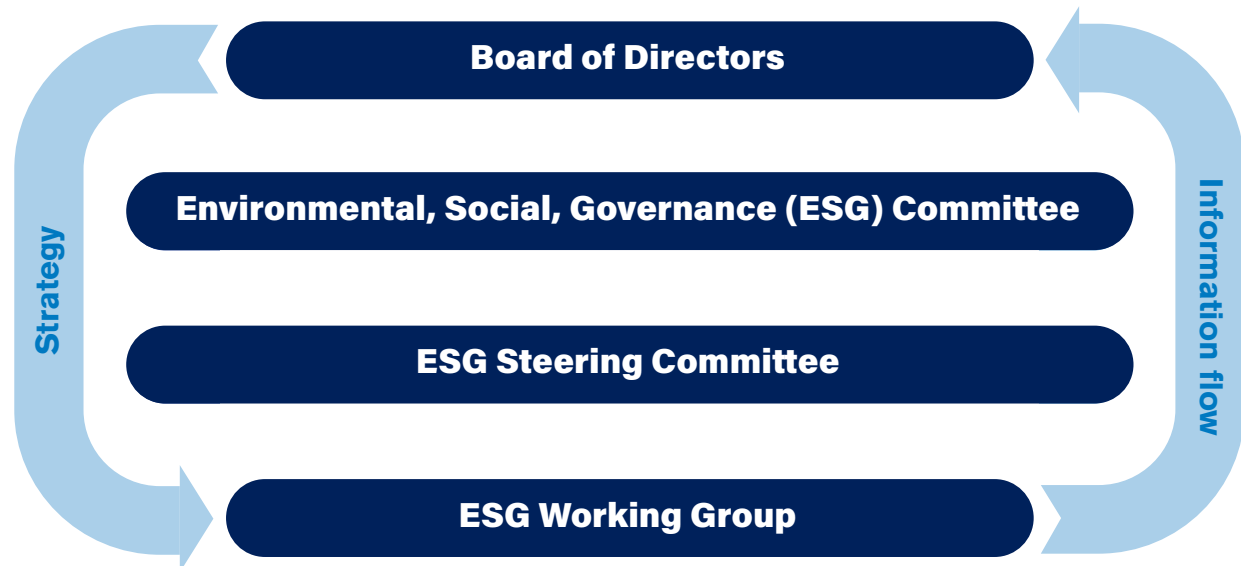 Board of Directors
Environmental, Social, Governance (ESG) Committee
Strategy
Information flow
ESG Steering Committee
ESG Working Group